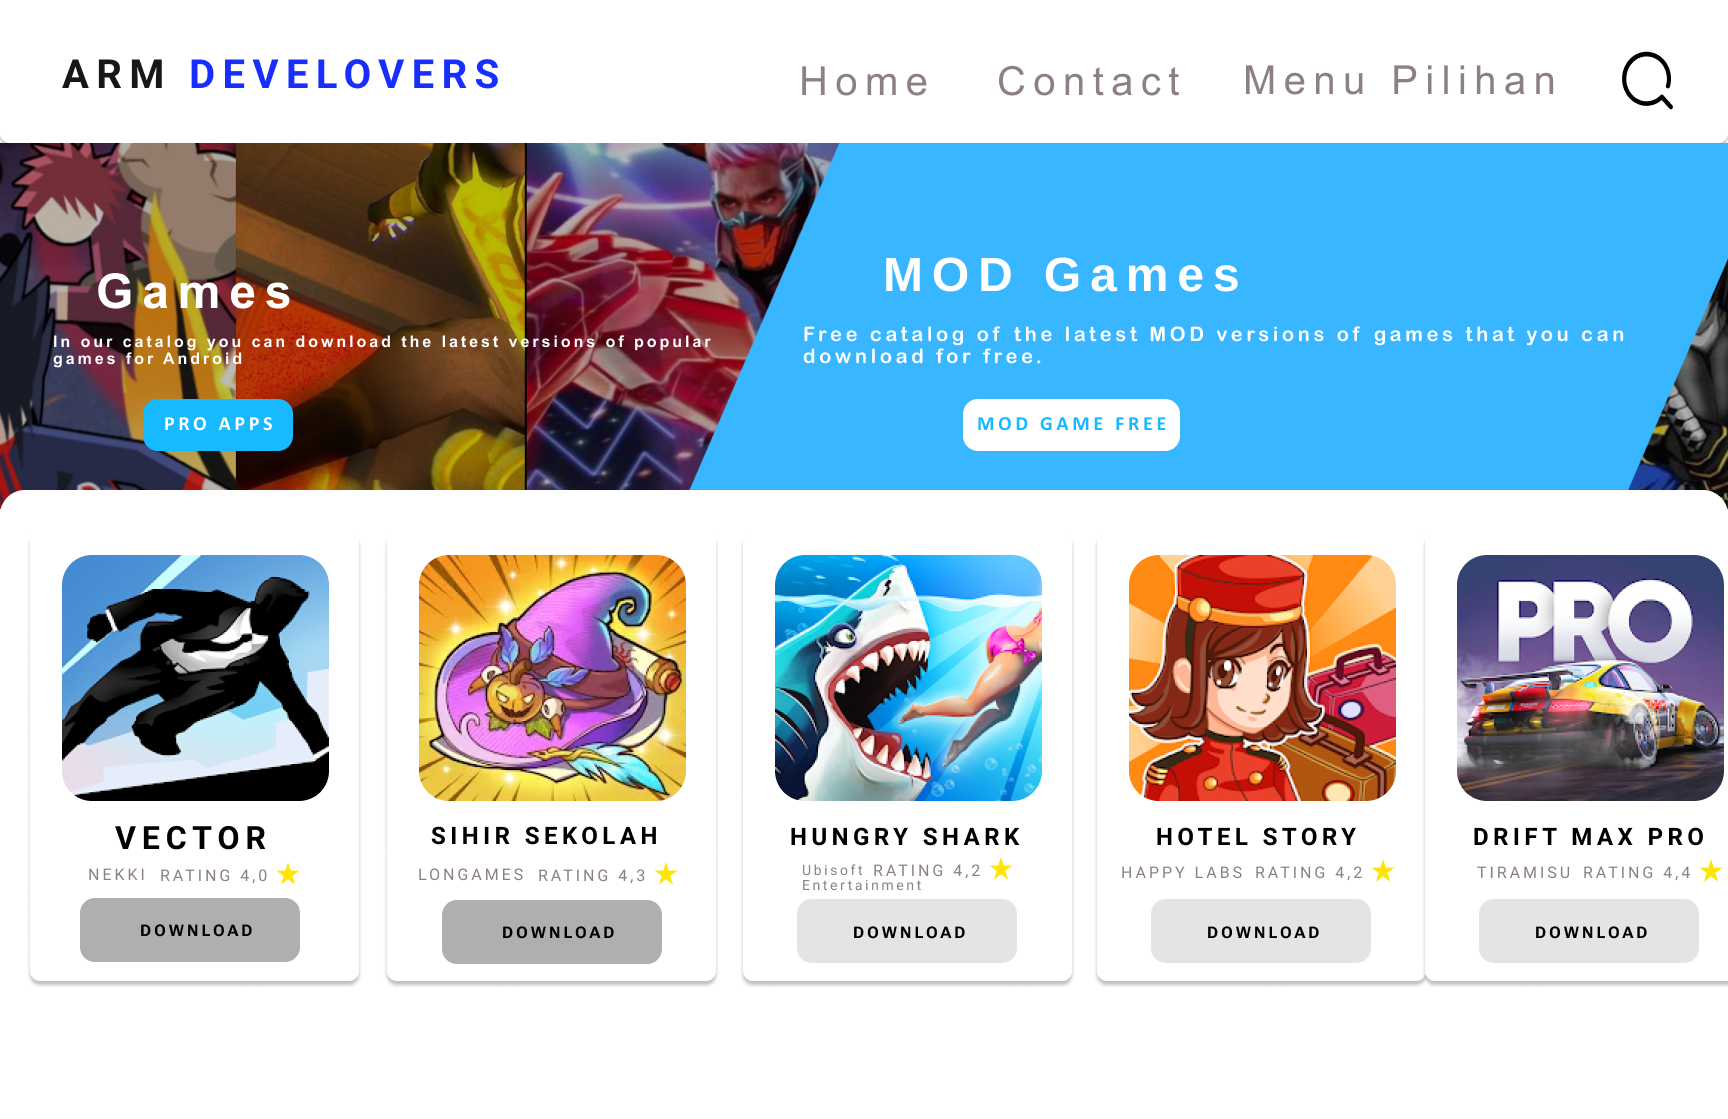 ARM DEVELOVERS
Home Contact Menu Pilihan
Games
In our catalog you can download the latest versions of popular
games for Android
PRO APPS
MOD Games
Free catalog of the latest MOD versions of games that you can
download for free.
MOD GAME FREE
VECTOR
NEKKI RATING 4,0
DOWNLOAD
SIHIR SEKOLAH
LONGAMES RATING 4,3
DOWNLOAD
HUNGRY SHARK
Ubisoft RATING 4,2
Entertainment
DOWNLOAD
HOTEL STORY
HAPPY LABS RATING 4,2
DOWNLOAD
PRO
DRIFT MAX PRO
TIRAMISU RATING 4,4
DOWNLOAD